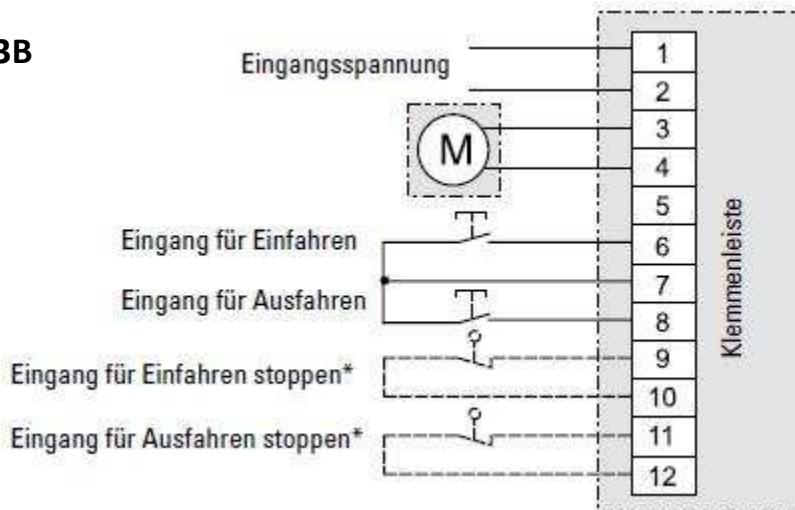 3B
Eingangsspannung
M
Eingang für Einfahren
Eingang für Ausfahren
Eingang für Einfahren stoppen*
Eingang für Ausfahren stoppen*
1
2
3
4
5
6
7
8
9
10
11
12
Klemmenleiste